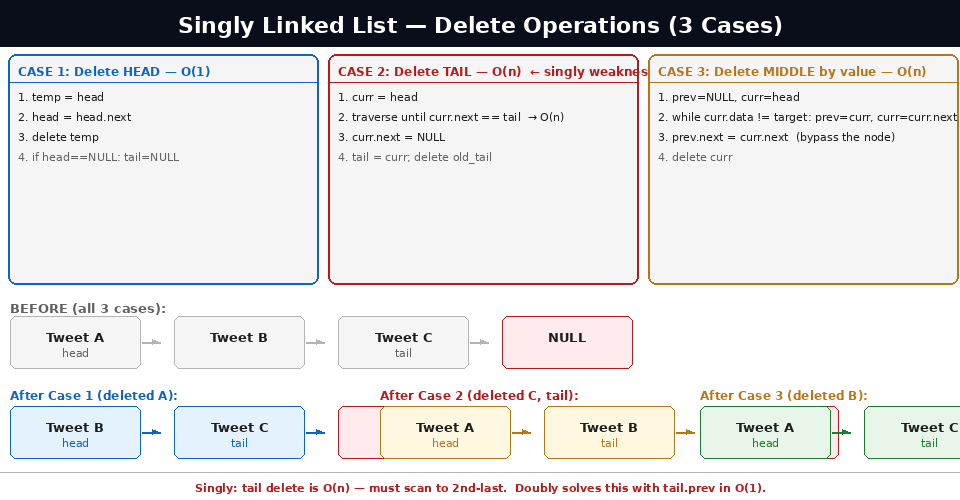 Singly Linked List — Delete Operations (3 Cases)
CASE 1: Delete HEAD — O(1)
1. temp = head
2. head = head.next
3. delete temp
4. if head==NULL: tail=NULL
CASE 2: Delete TAIL — O(n)  ← singly weaknes
1. curr = head
2. traverse until curr.next == tail  → O(n)
3. curr.next = NULL
4. tail = curr; delete old_tail
CASE 3: Delete MIDDLE by value — O(n)
1. prev=NULL, curr=head
2. while curr.data != target: prev=curr, curr=curr.next
3. prev.next = curr.next  (bypass the node)
4. delete curr
BEFORE (all 3 cases):
Tweet A
head
Tweet B
Tweet C
tail
NULL
After Case 1 (deleted A):
Tweet B
head
Tweet C
tail
After Case 2 (deleted C, tail):
Tweet A
head
Tweet B
tail
After Case 3 (deleted B):
Tweet A
head
Tweet C
tail
Singly: tail delete is O(n) — must scan to 2nd-last.  Doubly solves this with tail.prev in O(1).